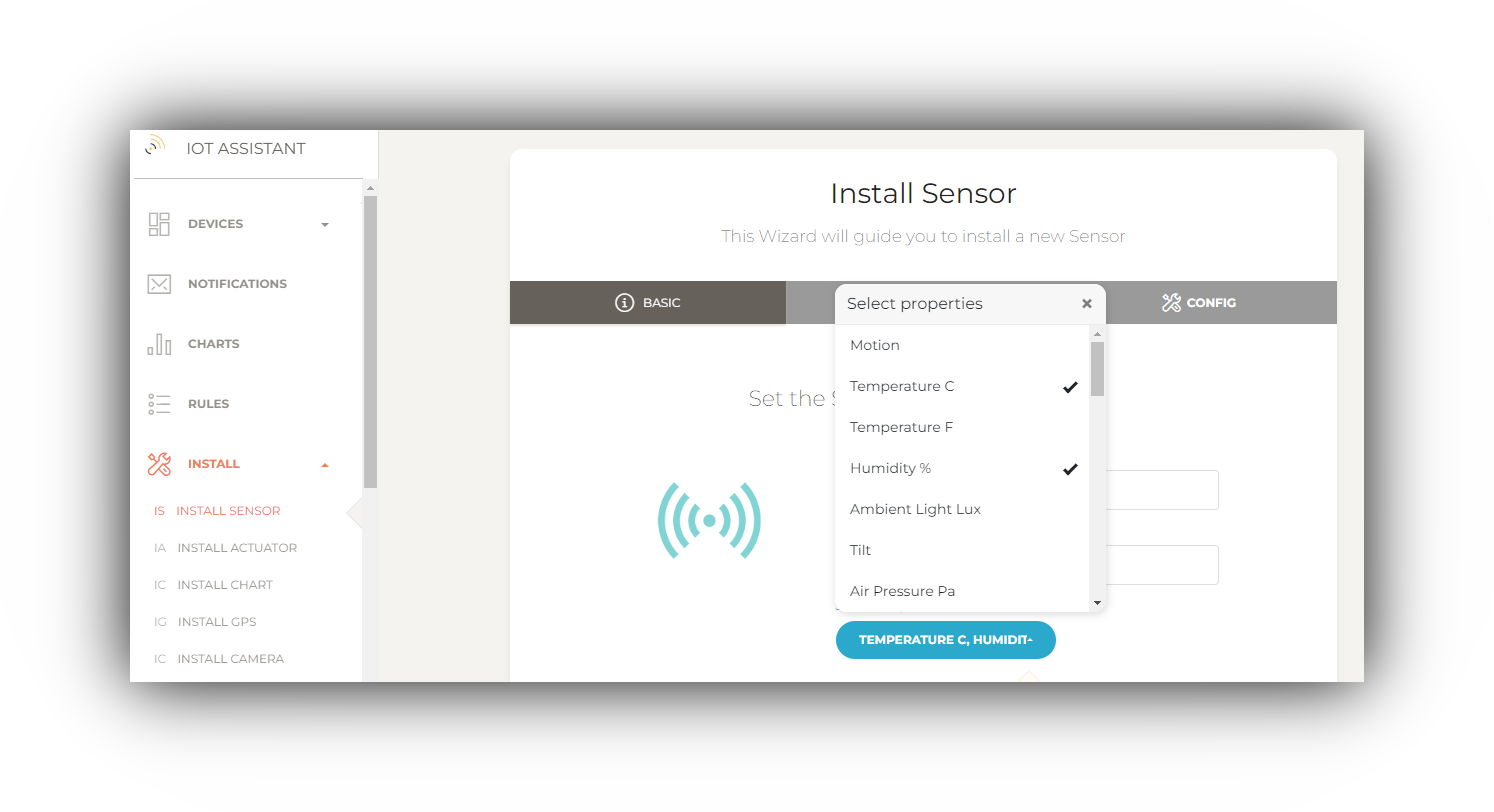 IOT ASSISTANT
DEVICES
NOTIFICATIONS
CHARTS
RULES
INSTALL
IS INSTALL SENSOR
IA INSTALL ACTUATOR
IC INSTALL CHART
IG INSTALL GPS
IC INSTALL CAMERA
Install Sensor
This Wizard will guide you to install a new Sensor
BASIC
CONFIG
Set the
Select properties
Motion
Temperature C
Temperature F
Humidity %
Ambient Light Lux
Tilt
Air Pressure Pa
TEMPERATURE C, HUMIDIT